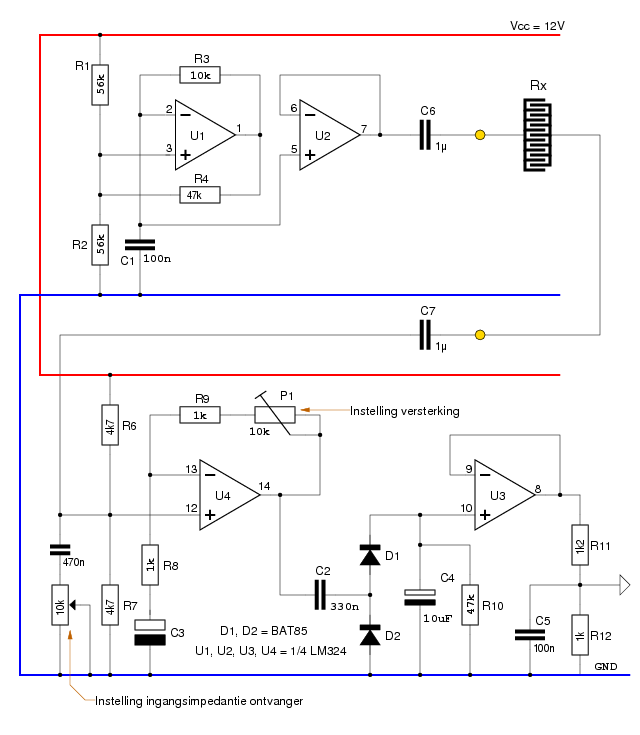 Vcc = 12V
R1
56k
R3
10k
2
3
U1
1
R4
47k
6
5
U2
7
C6
1µ
Rx
R2
56k
C1
100n
C7
1µ
R6
4k7
R9
1k
P1
10k
Instelling versterking
13
12
U4
14
9
10
U3
8
470n
10k
R7
4k7
R8
1k
C3
C2
330n
D1
D2
C4
10uF
R10
47k
R11
1k2
R12
1k
C5
100n
D1, D2 = BAT85
U1, U2, U3, U4 = 1/4 LM324
GND
Instelling ingangsimpedantie ontvanger